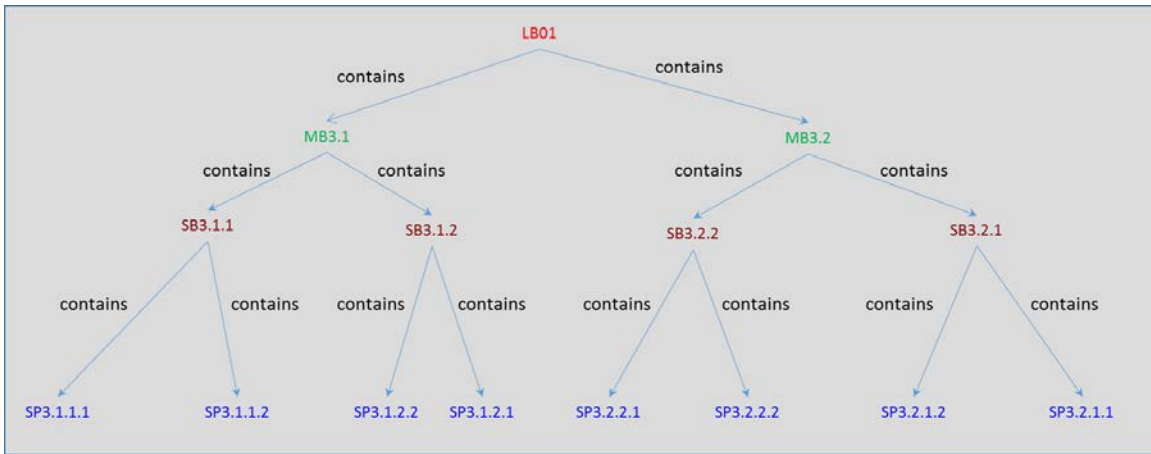 LB01
contains contains
MB3.1 MB3.2
contains contains contains contains
SB3.1.1 SB3.1.2 SB3.2.2 SB3.2.1
contains contains contains contains contains contains contains contains
SP3.1.1.1 SP3.1.1.2 SP3.1.2.2 SP3.1.2.1 SP3.2.2.1 SP3.2.2.2 SP3.2.1.2 SP3.2.1.1